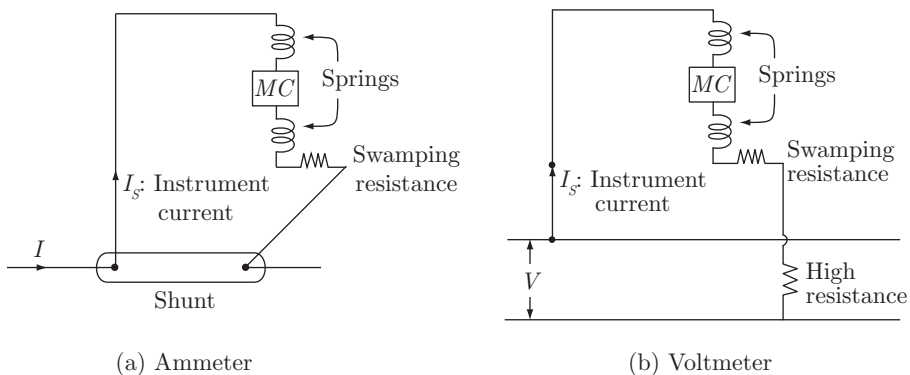 MC
Springs
Swamping
resistance
I_S: Instrument
current
I
Shunt
(a) Ammeter
MC
Springs
Swamping
resistance
I_S: Instrument
current
V
High
resistance
(b) Voltmeter